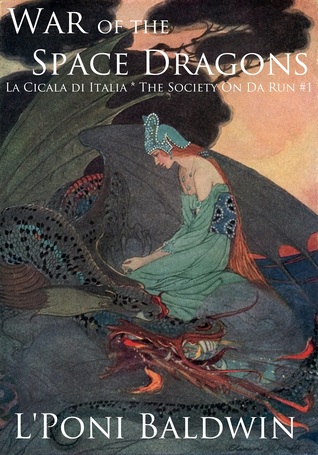 War of the
Space Dragons
La Cicala di Italia * The Society On Da Run #1
L'Poni Baldwin